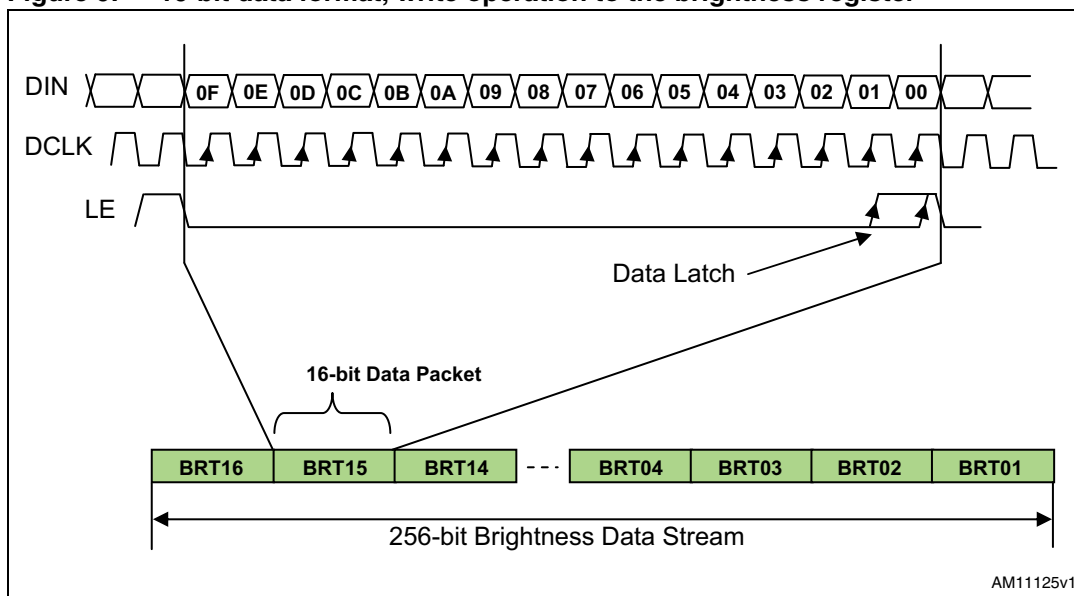 DIN 0F 0E 0D 0C 0B 0A 09 08 07 06 05 04 03 02 01 00
DCLK
LE
Data Latch
16-bit Data Packet
BRT16 BRT15 BRT14 --- BRT04 BRT03 BRT02 BRT01
256-bit Brightness Data Stream
AM11125v1